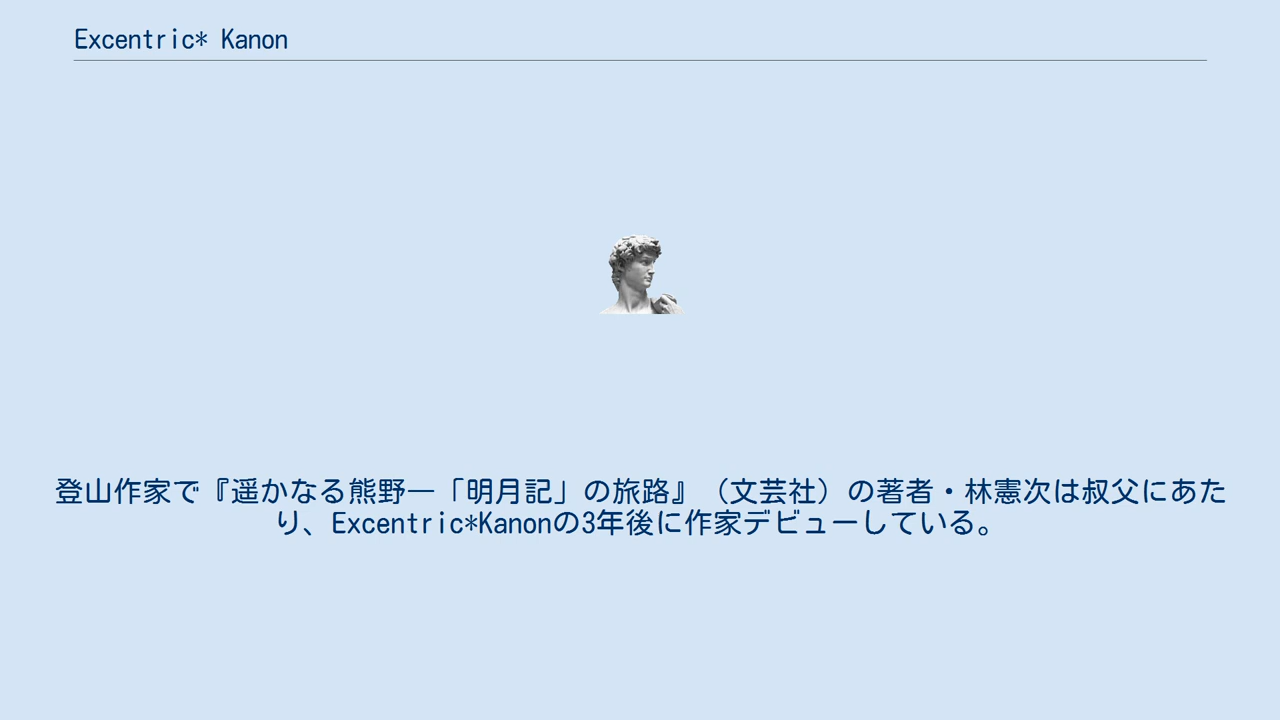 Excentric* Kanon
登山作家で『遥かなる熊野―「明月記」の旅路』（文芸社）の著者・林憲次は叔父にあた
り、Excentric*Kanonの3年後に作家デビューしている。